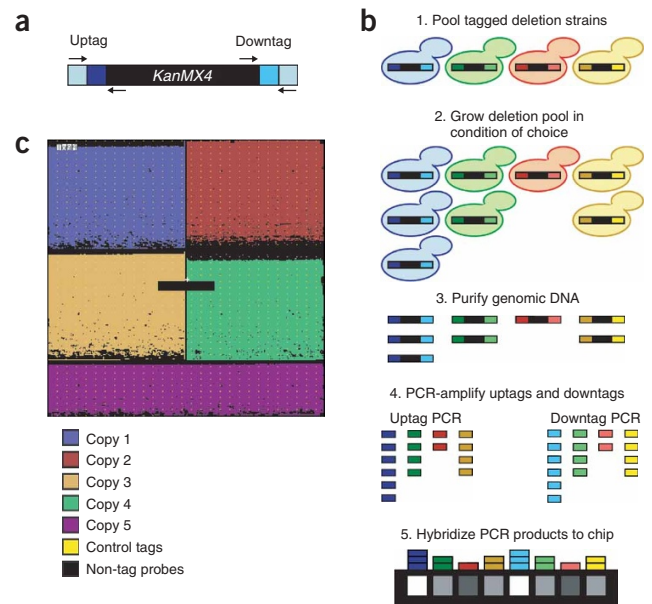 a
Uptag
Downtag
KanMX4
c
Copy 1
Copy 2
Copy 3
Copy 4
Copy 5
Control tags
Non-tag probes
b
1. Pool tagged deletion strains
2. Grow deletion pool in
condition of choice
3. Purify genomic DNA
4. PCR-amplify uptags and downtags
Uptag PCR
Downtag PCR
5. Hybridize PCR products to chip